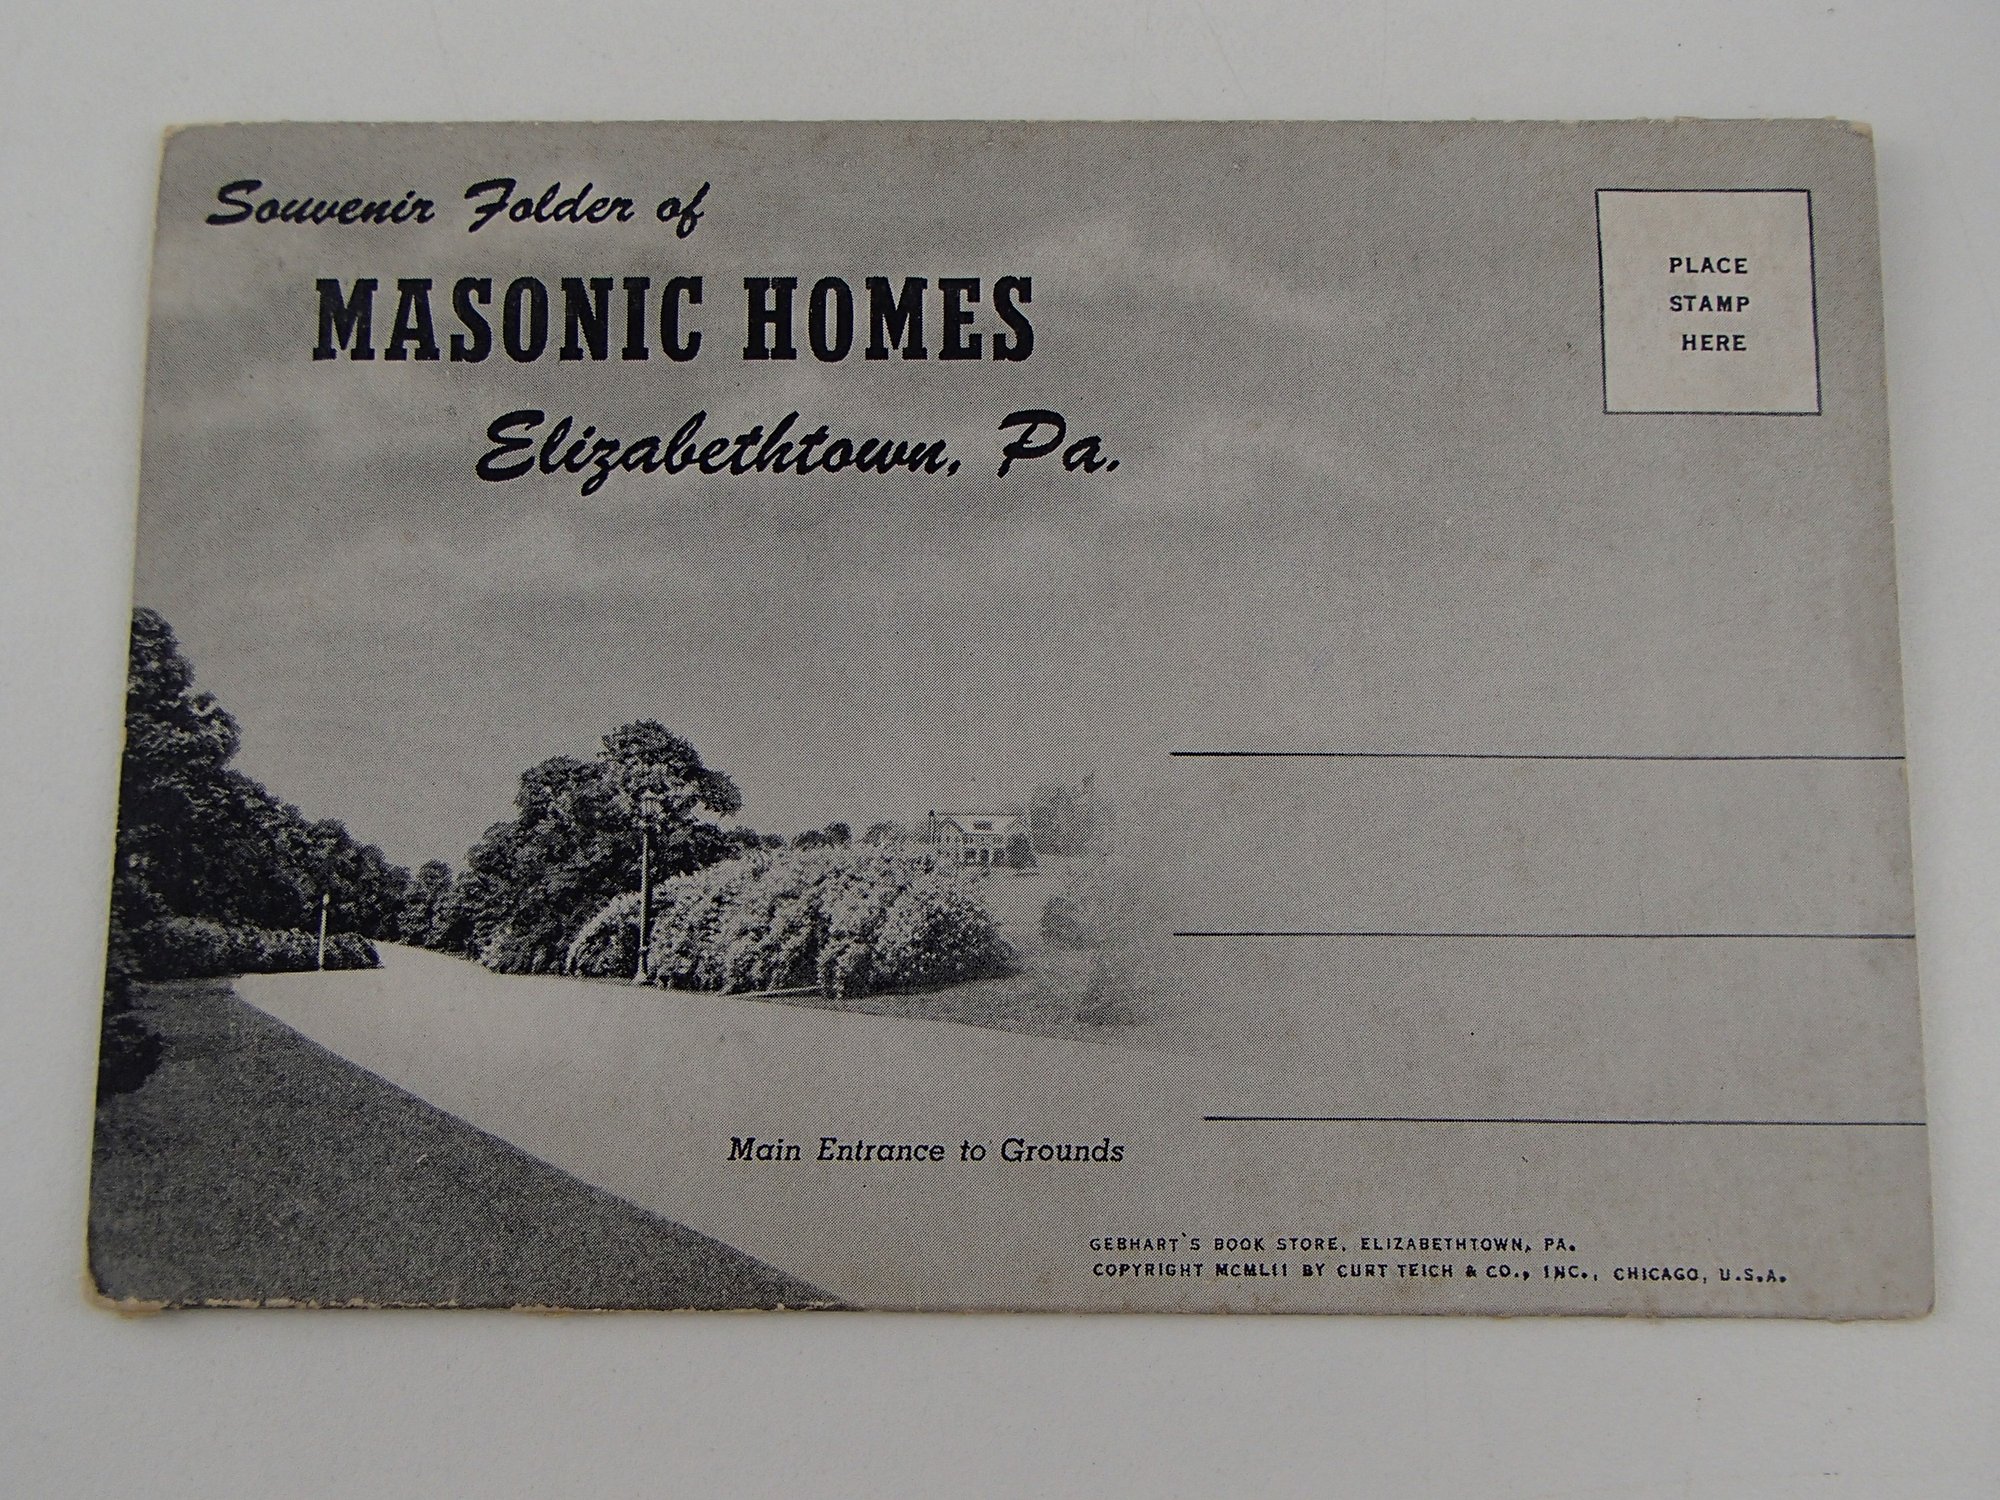 Souvenir Folder of
MASONIC HOMES
Elizabethtown, Pa.
PLACE
STAMP
HERE
Main Entrance to Grounds
GEBHART'S BOOK STORE, ELIZABETHTOWN, PA.
COPYRIGHT MCMLII BY CURT TEICH & CO., INC., CHICAGO, U.S.A.